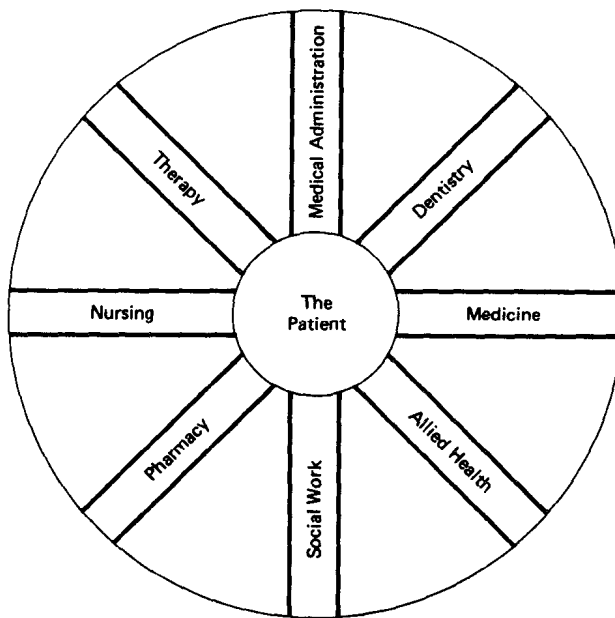 Medical Administration
Therapy
Dentistry
Nursing
The
Patient
Medicine
Pharmacy
Allied Health
Social Work